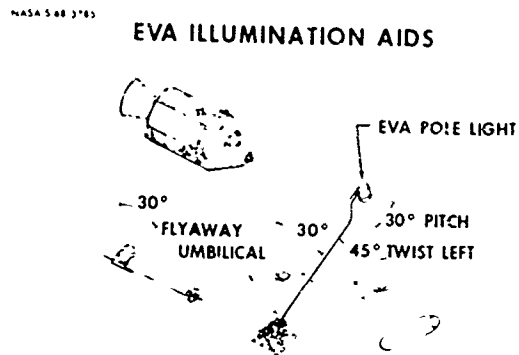 NASA S 68 3765
EVA ILLUMINATION AIDS
EVA POLE LIGHT
30°
FLYAWAY
UMBILICAL
30°
30° PITCH
45° TWIST LEFT